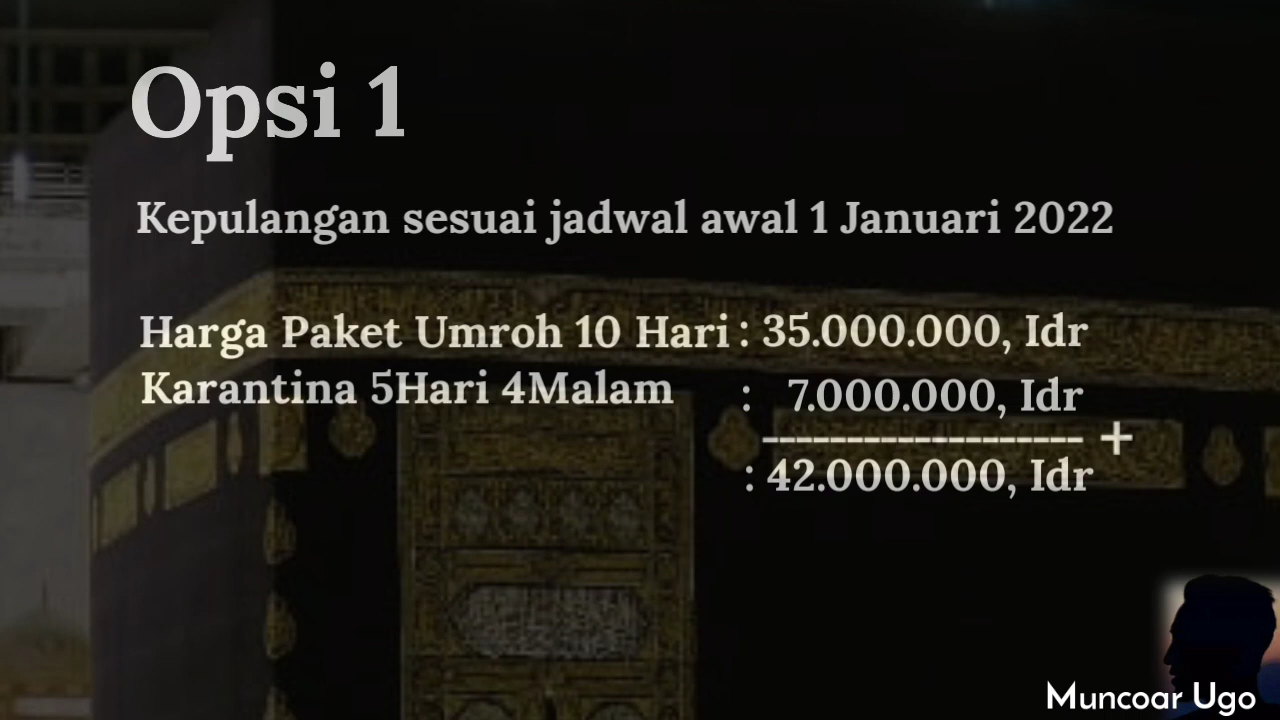 Opsi 1
Kepulangan sesuai jadwal awal 1 Januari 2022
Harga Paket Umroh 10 Hari : 35.000.000, Idr
Karantina 5Hari 4Malam : 7.000.000, Idr
------------------- +
: 42.000.000, Idr
Muncoar Ugo